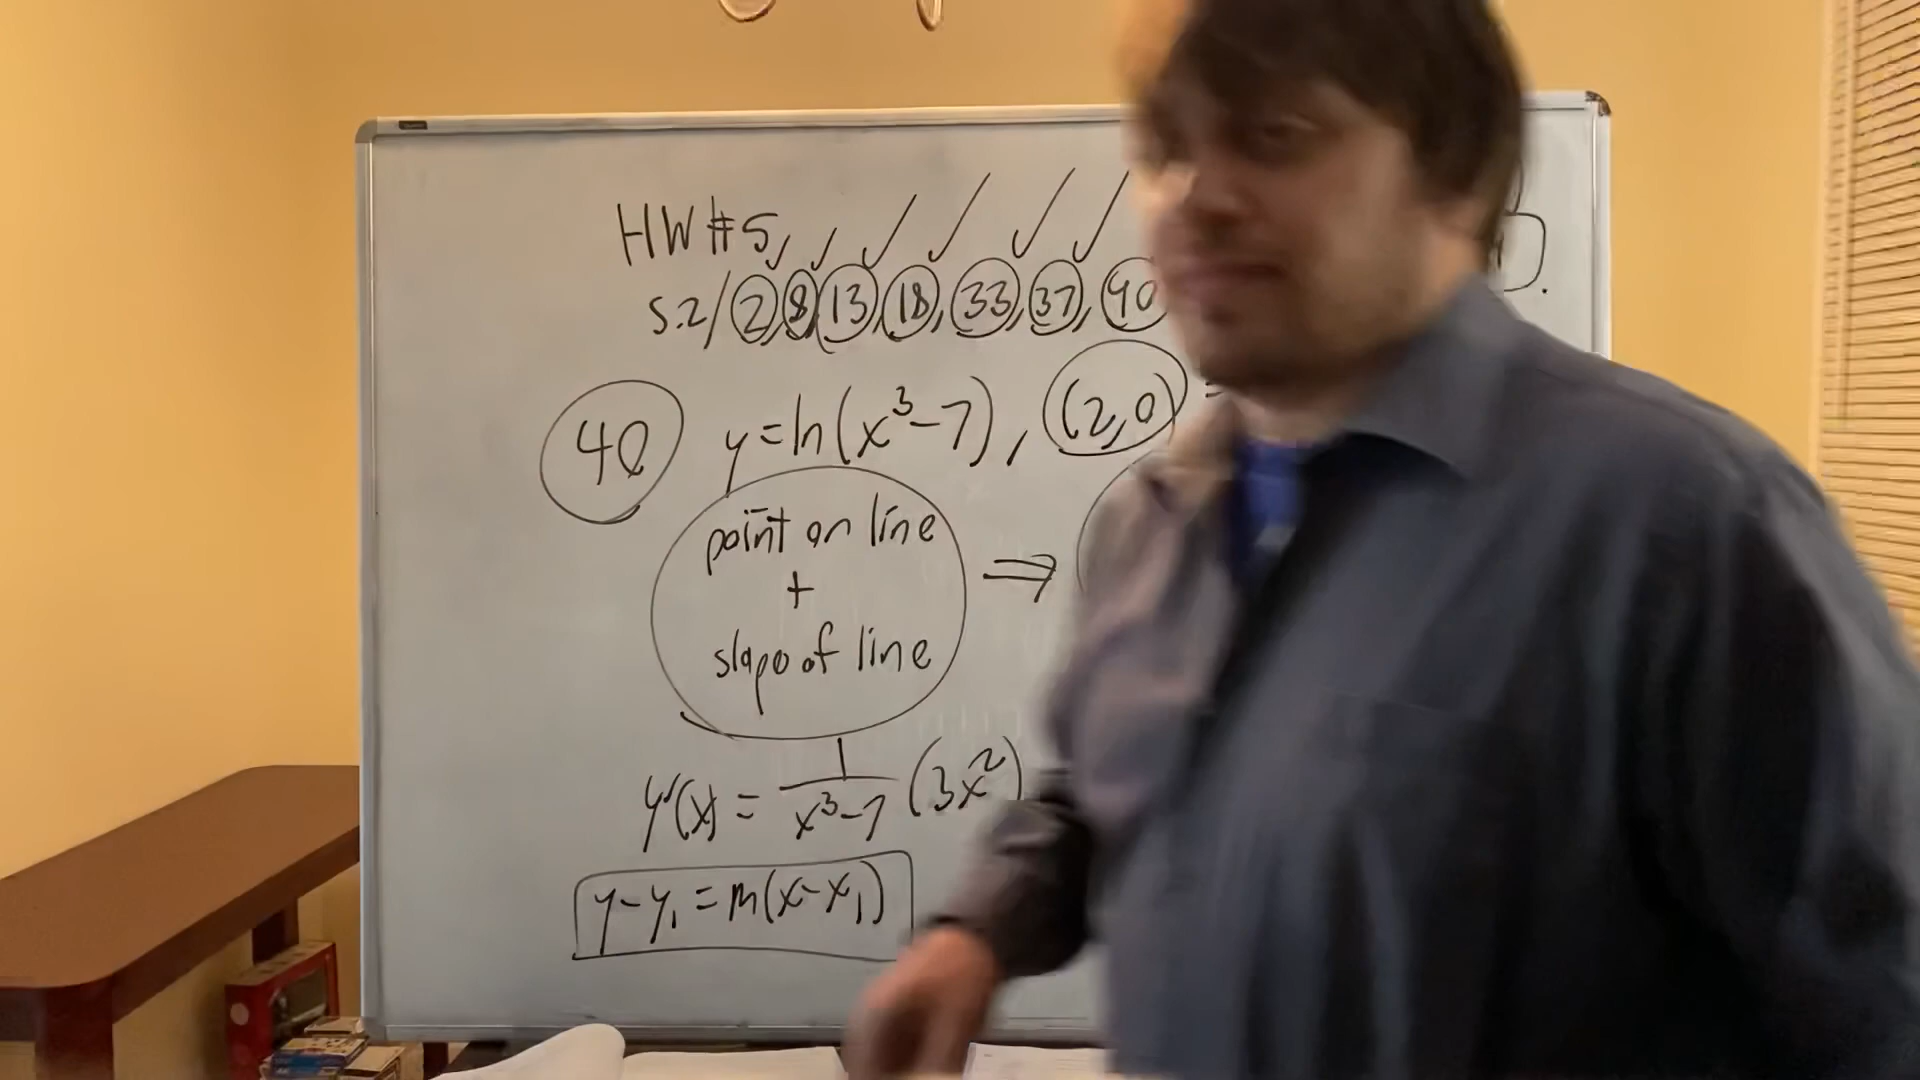 HW #5
5.2/2, 8, 13, 18, 33, 37, 40
40 y=ln(x³-7), (2,0)
point on line
+
⇒
slope of line
y'(x) = 1/(x³-7) (3x²)
y-y₁ = m(x-x₁)